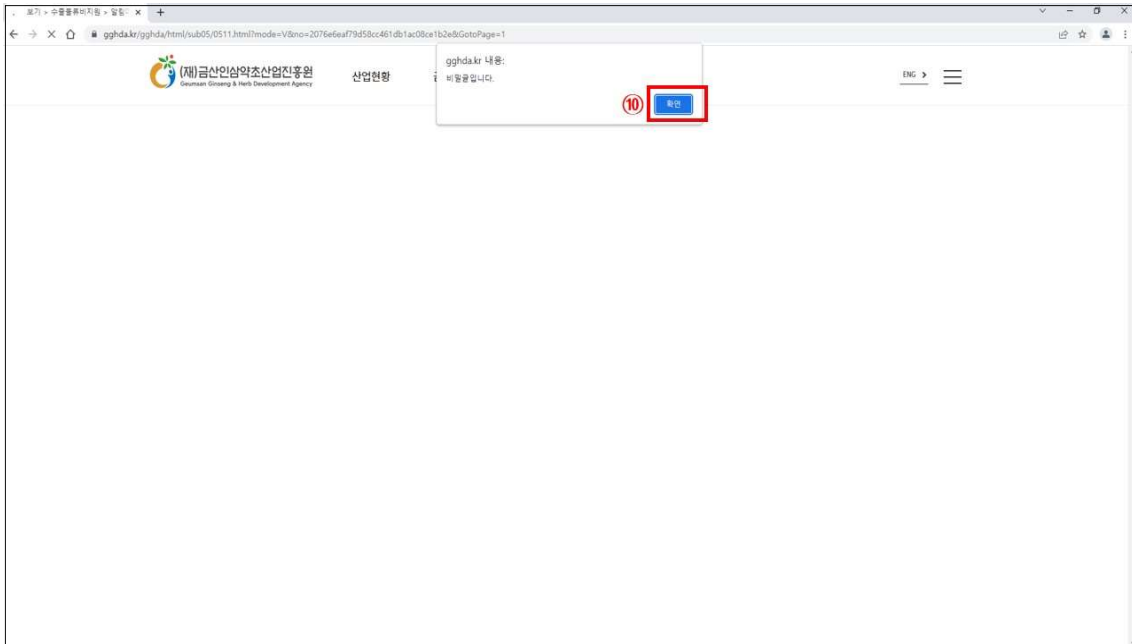 보기 > 수출물류비지원 > 알림
gghda.kr/gghda/html/sub05/0511.html?mode=V&no=2076e6eaf79d58cc461db1ac08ce1b2e&GotoPage=1
(재)금산인삼약초산업진흥원
Geumsan Ginseng & Herb Development Agency
산업현황
ENG >
gghda.kr 내용:
비밀글입니다.
⑩ 확인